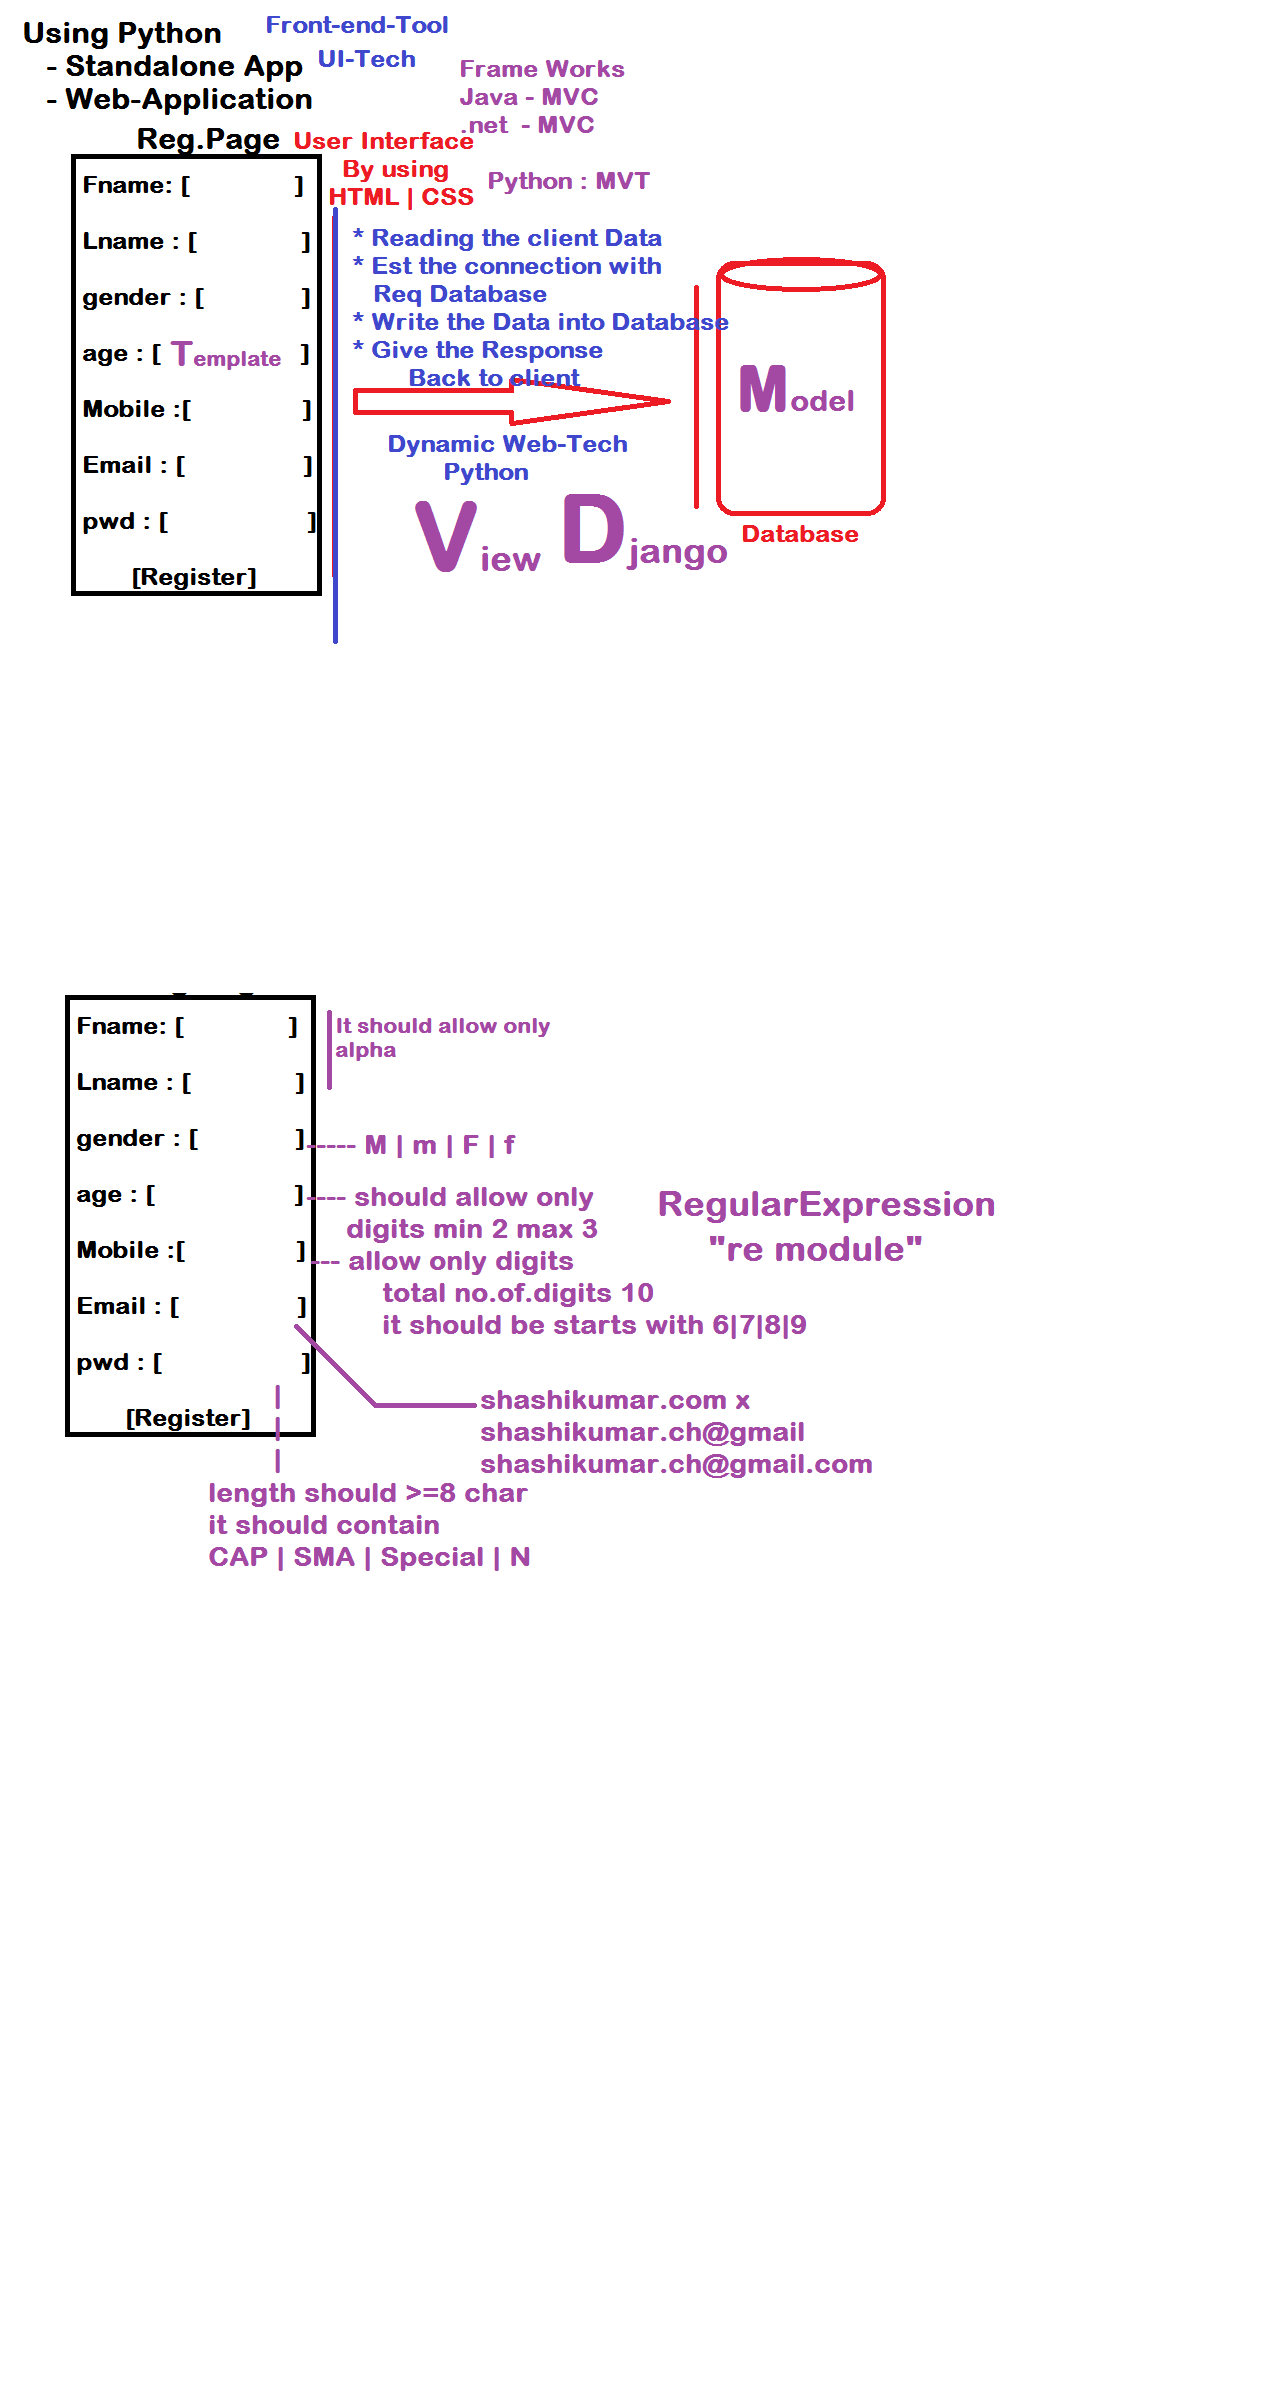 Using Python
- Standalone App
- Web-Application
Front-end-Tool
UI-Tech
Frame Works
Java - MVC
.net - MVC
Python : MVT
Reg.Page
User Interface
By using
HTML | CSS
Fname: [ ]
Lname : [ ]
gender : [ ]
age : [ Template ]
Mobile :[ ]
Email : [ ]
pwd : [ ]
[Register]
* Reading the client Data
* Est the connection with
Req Database
* Write the Data into Database
* Give the Response
Back to client
Dynamic Web-Tech
Python
View Django
Model
Database
Fname: [ ]
Lname : [ ]
It should allow only
alpha
gender : [ ]----- M | m | F | f
age : [ ]---- should allow only
digits min 2 max 3
Mobile :[ ]--- allow only digits
total no.of.digits 10
it should be starts with 6|7|8|9
RegularExpression
"re module"
Email : [ ]
pwd : [ ]
[Register]
shashikumar.com x
shashikumar.ch@gmail
shashikumar.ch@gmail.com
length should >=8 char
it should contain
CAP | SMA | Special | N